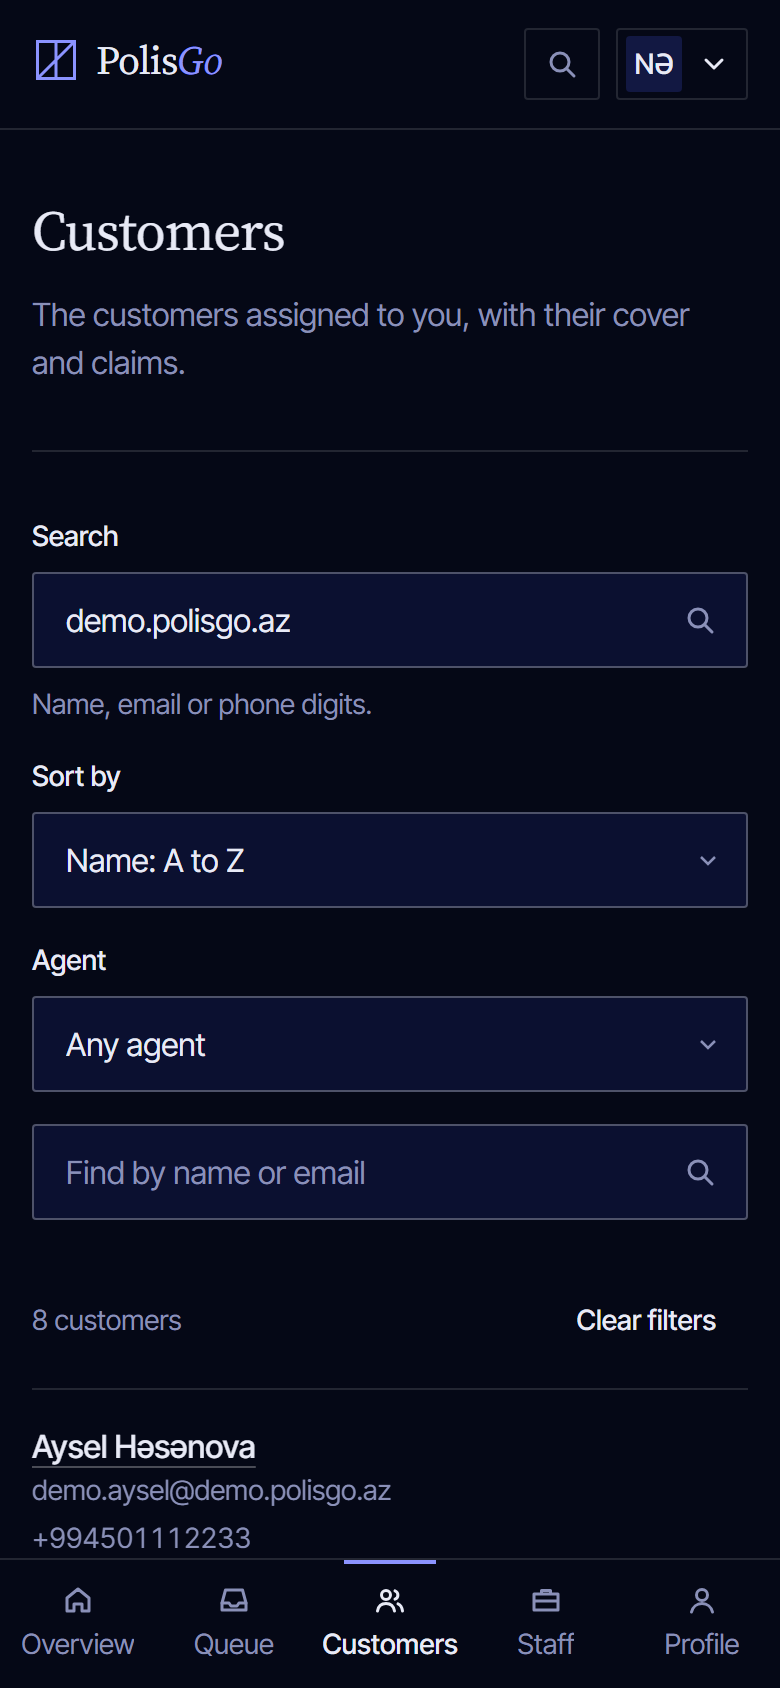 PolisGo
NƏ
Customers
The customers assigned to you, with their cover
and claims.
Search
demo.polisgo.az
Name, email or phone digits.
Sort by
Name: A to Z
Agent
Any agent
Find by name or email
8 customers
Clear filters
Aysel Həsənova
demo.aysel@demo.polisgo.az
+994501112233
Overview
Queue
Customers
Staff
Profile